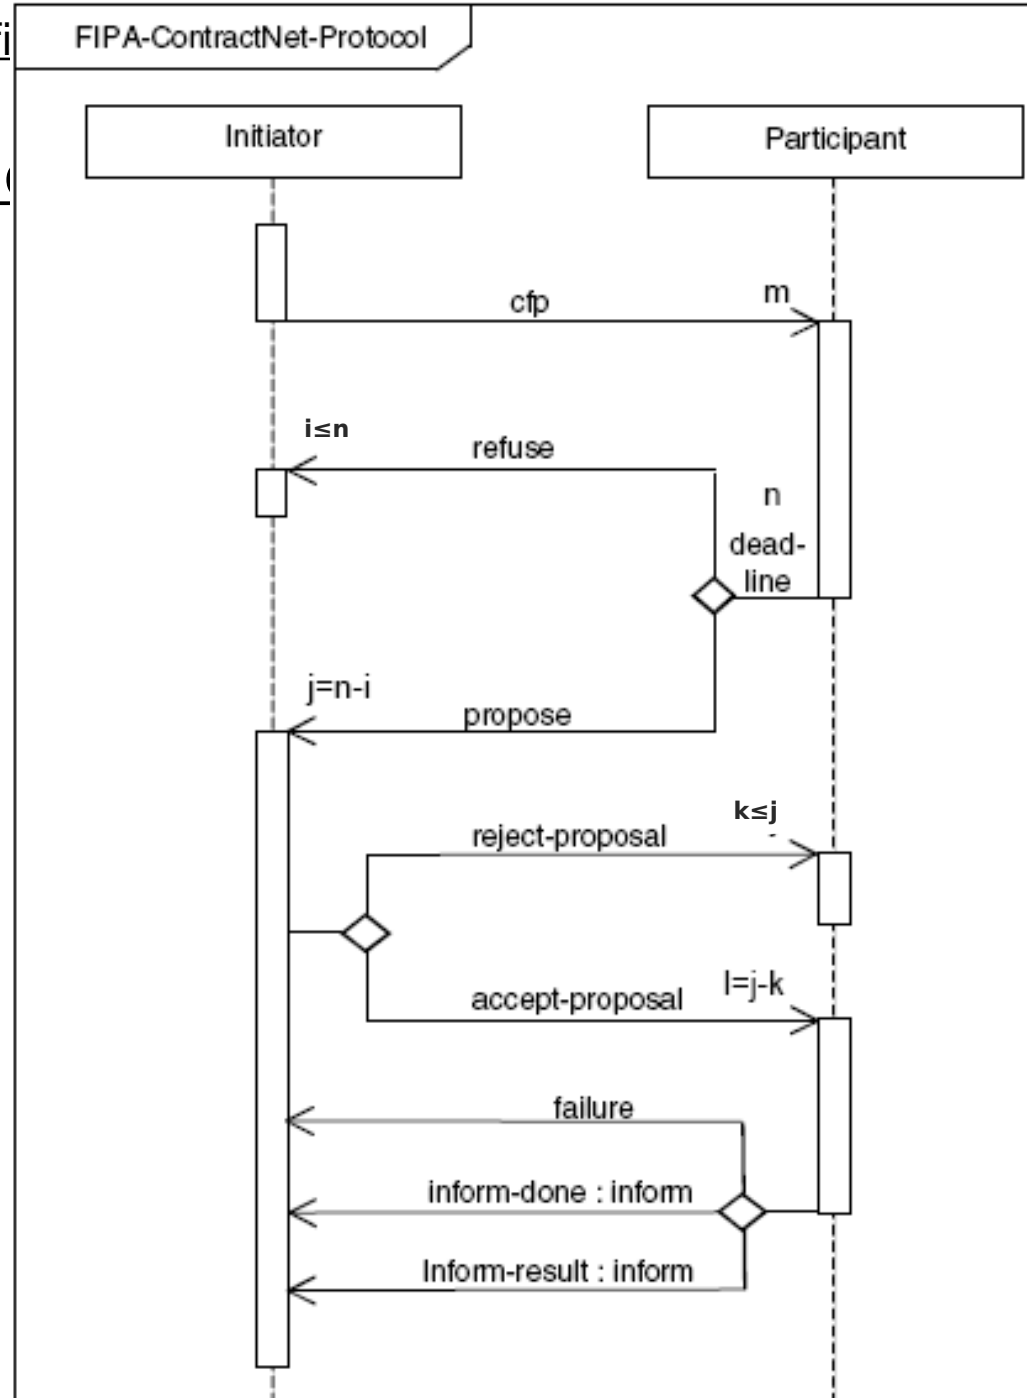 fi
FIPA-ContractNet-Protocol
Initiator
Participant
cfp
m
i≤n
refuse
n
dead-
line
j=n-i
propose
k≤j
reject-proposal
l=j-k
accept-proposal
failure
inform-done : inform
Inform-result : inform